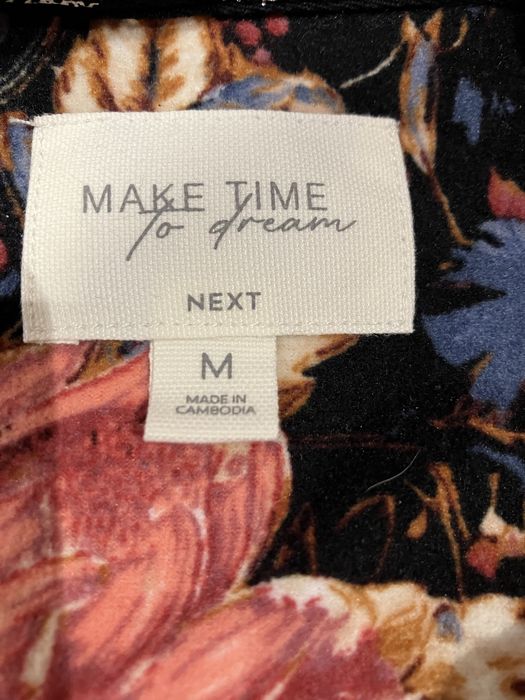 MAKE TIME
to dream
NEXT
M
MADE IN
CAMBODIA